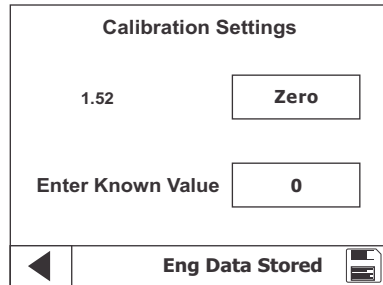 Calibration Settings
1.52 Zero
Enter Known Value 0
Eng Data Stored